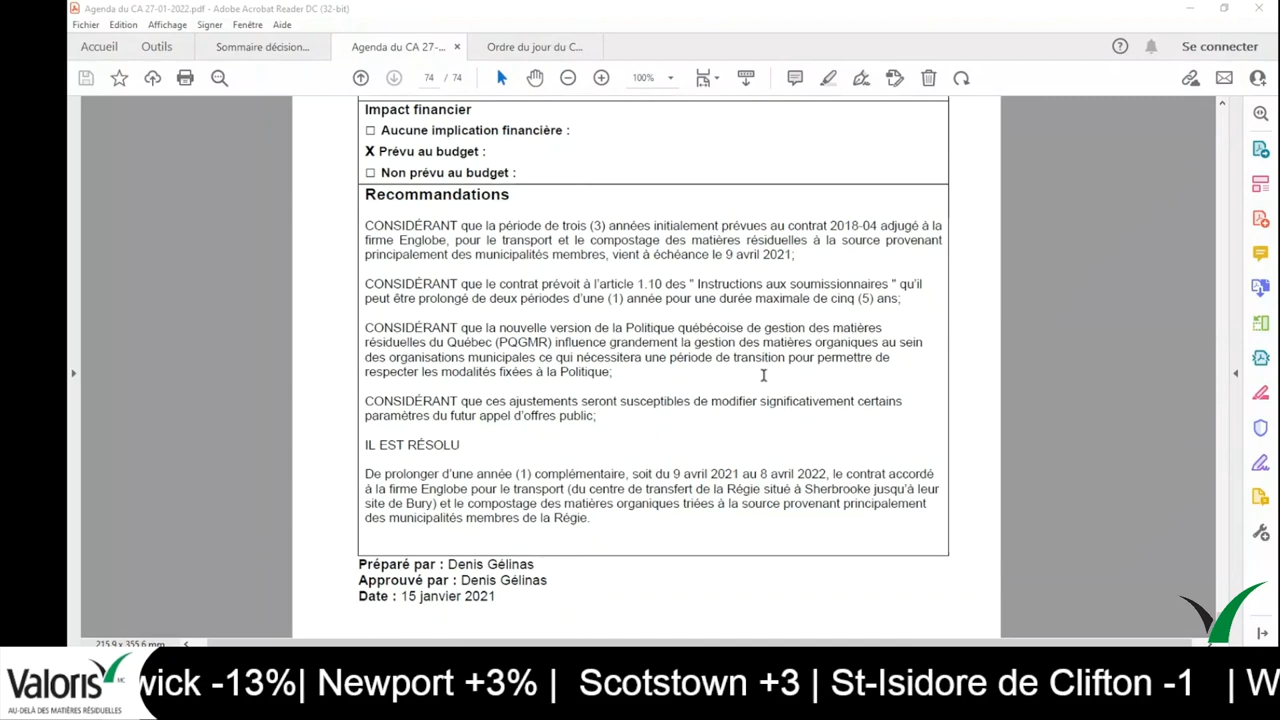 Agenda du CA 27-01-2022.pdf - Adobe Acrobat Reader DC (32-bit)
Fichier Edition Affichage Signer Fenêtre Aide
Accueil Outils Sommaire décision... Agenda du CA 27-... × Ordre du jour du C... Se connecter
74 / 74 100%
Impact financier
☐ Aucune implication financière :
X Prévu au budget :
☐ Non prévu au budget :
Recommandations
CONSIDÉRANT que la période de trois (3) années initialement prévues au contrat 2018-04 adjugé à la
firme Englobe, pour le transport et le compostage des matières résiduelles à la source provenant
principalement des municipalités membres, vient à échéance le 9 avril 2021;
CONSIDÉRANT que le contrat prévoit à l'article 1.10 des " Instructions aux soumissionnaires " qu'il
peut être prolongé de deux périodes d'une (1) année pour une durée maximale de cinq (5) ans;
CONSIDÉRANT que la nouvelle version de la Politique québécoise de gestion des matières
résiduelles du Québec (PQGMR) influence grandement la gestion des matières organiques au sein
des organisations municipales ce qui nécessitera une période de transition pour permettre de
respecter les modalités fixées à la Politique;
CONSIDÉRANT que ces ajustements seront susceptibles de modifier significativement certains
paramètres du futur appel d'offres public;
IL EST RÉSOLU
De prolonger d'une année (1) complémentaire, soit du 9 avril 2021 au 8 avril 2022, le contrat accordé
à la firme Englobe pour le transport (du centre de transfert de la Régie situé à Sherbrooke jusqu'à leur
site de Bury) et le compostage des matières organiques triées à la source provenant principalement
des municipalités membres de la Régie.
Préparé par : Denis Gélinas
Approuvé par : Denis Gélinas
Date : 15 janvier 2021
215,9 x 355,6 mm
Valoris MC
AU-DELÀ DES MATIÈRES RÉSIDUELLES
wick -13%| Newport +3% | Scotstown +3 | St-Isidore de Clifton -1 | W